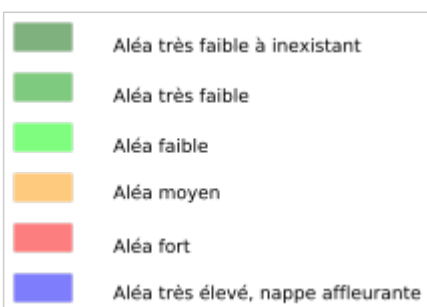 Aléa très faible à inexistant
Aléa très faible
Aléa faible
Aléa moyen
Aléa fort
Aléa très élevé, nappe affleurante